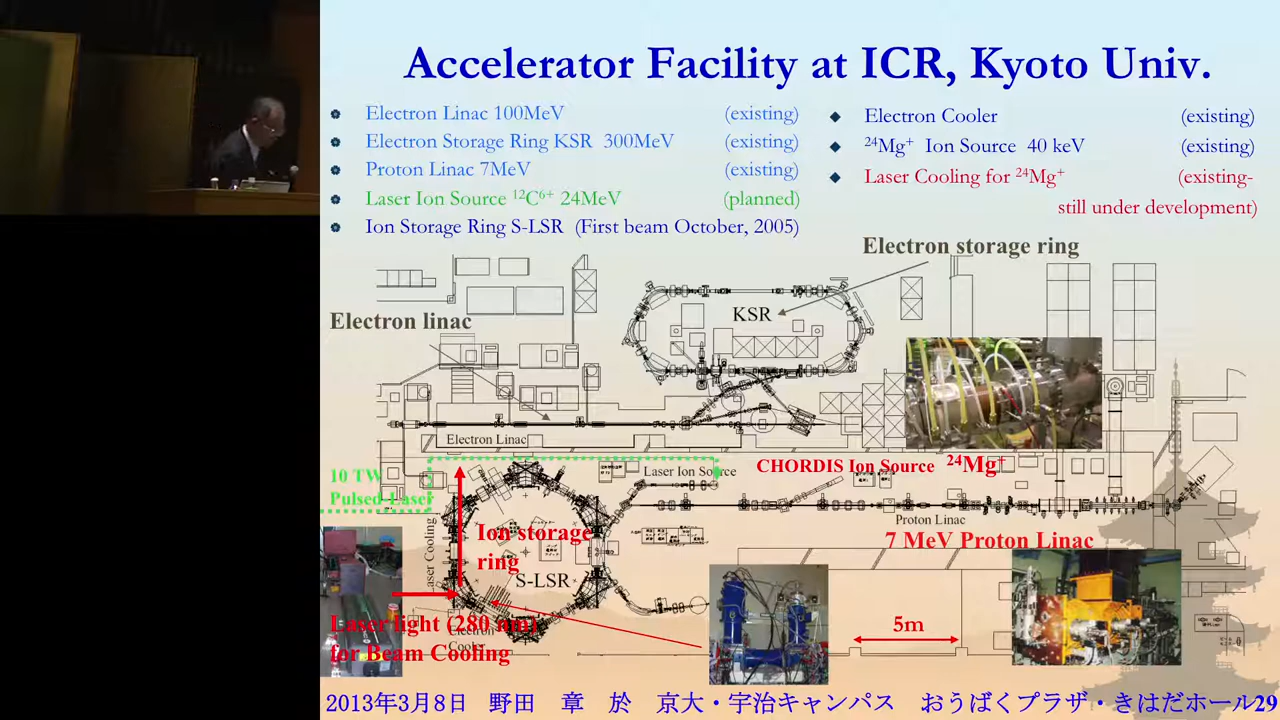 Accelerator Facility at ICR, Kyoto Univ.
Electron Linac 100MeV (existing)
Electron Storage Ring KSR 300MeV (existing)
Proton Linac 7MeV (existing)
Laser Ion Source ¹²C⁶⁺ 24MeV (planned)
Ion Storage Ring S-LSR (First beam October, 2005)
Electron Cooler (existing)
²⁴Mg⁺ Ion Source 40 keV (existing)
Laser Cooling for ²⁴Mg⁺ (existing-
still under development)
Electron storage ring
KSR
Electron linac
Electron Linac
10 TW
Pulsed Laser
Laser Ion Source
CHORDIS Ion Source ²⁴Mg⁺
Proton Linac
7 MeV Proton Linac
Laser Cooling
Ion storage
ring
S-LSR
Laser light (280 nm)
for Beam Cooling
Electron
Cooler
5m
2013年3月8日 野田 章 於 京大・宇治キャンパス おうばくプラザ・きはだホール29